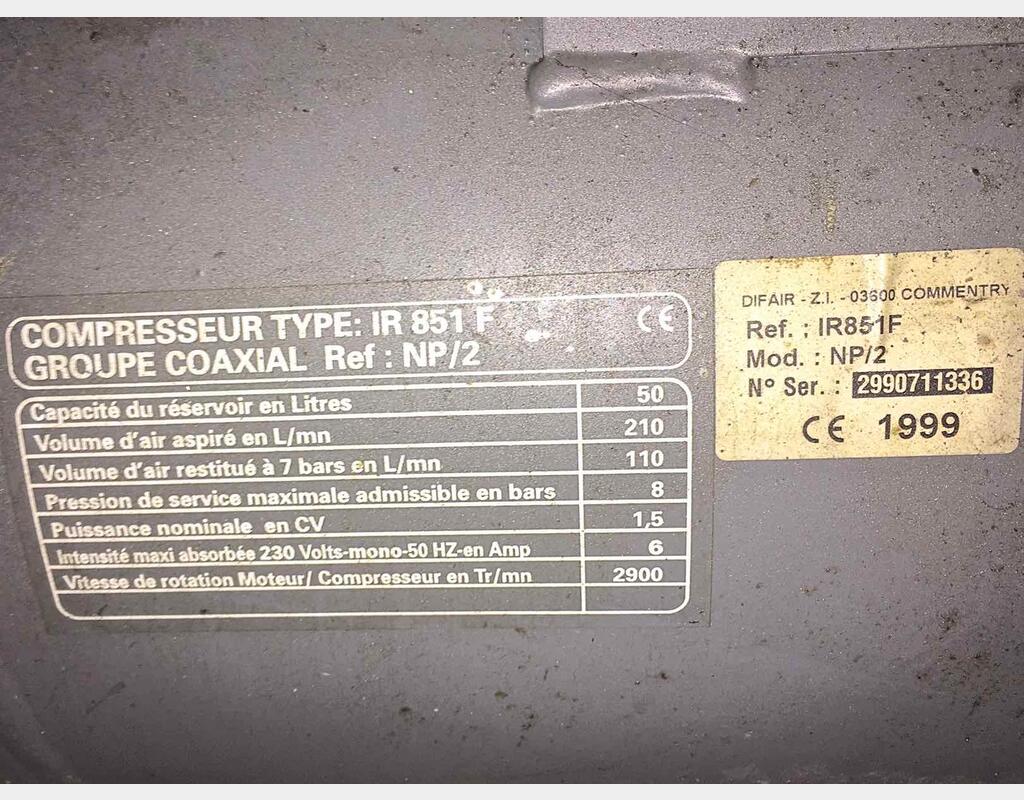 COMPRESSEUR TYPE: IR 851 F CE
GROUPE COAXIAL Ref : NP/2
Capacité du réservoir en Litres 50
Volume d'air aspiré en L/mn 210
Volume d'air restitué à 7 bars en L/mn 110
Pression de service maximale admissible en bars 8
Puissance nominale en CV 1,5
Intensité maxi absorbée 230 Volts-mono-50 HZ-en Amp 6
Vitesse de rotation Moteur/ Compresseur en Tr/mn 2900
DIFAIR - Z.I. - 03600 COMMENTRY
Ref. : IR851F
Mod. : NP/2
N° Ser. : 2990711336
CE 1999